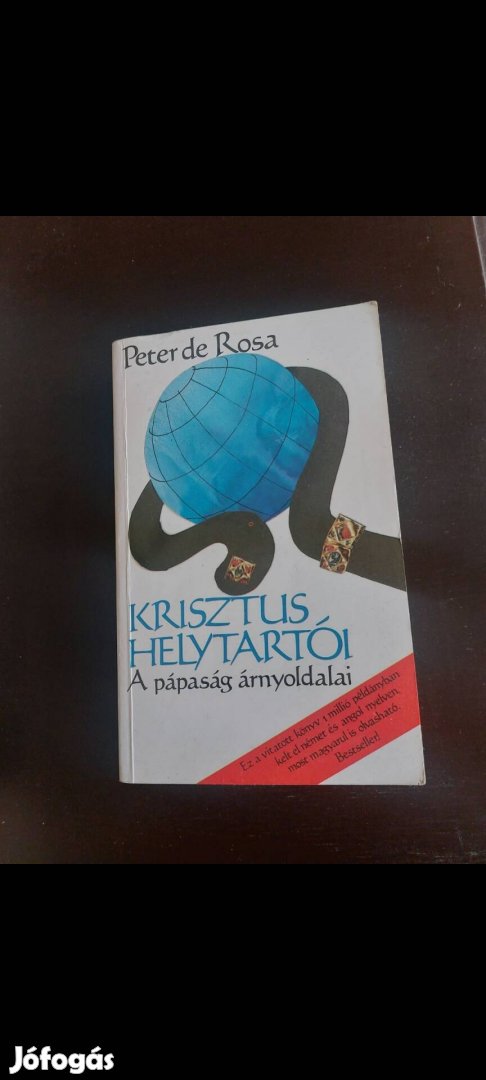 Peter de Rosa
KRISZTUS
HELYTARTÓI
A pápaság árnyoldalai
Ez a vitatott könyv 1 millió példányban
kelt el német és angol nyelven,
most magyarul is olvasható.
Bestseller!
Jófogás